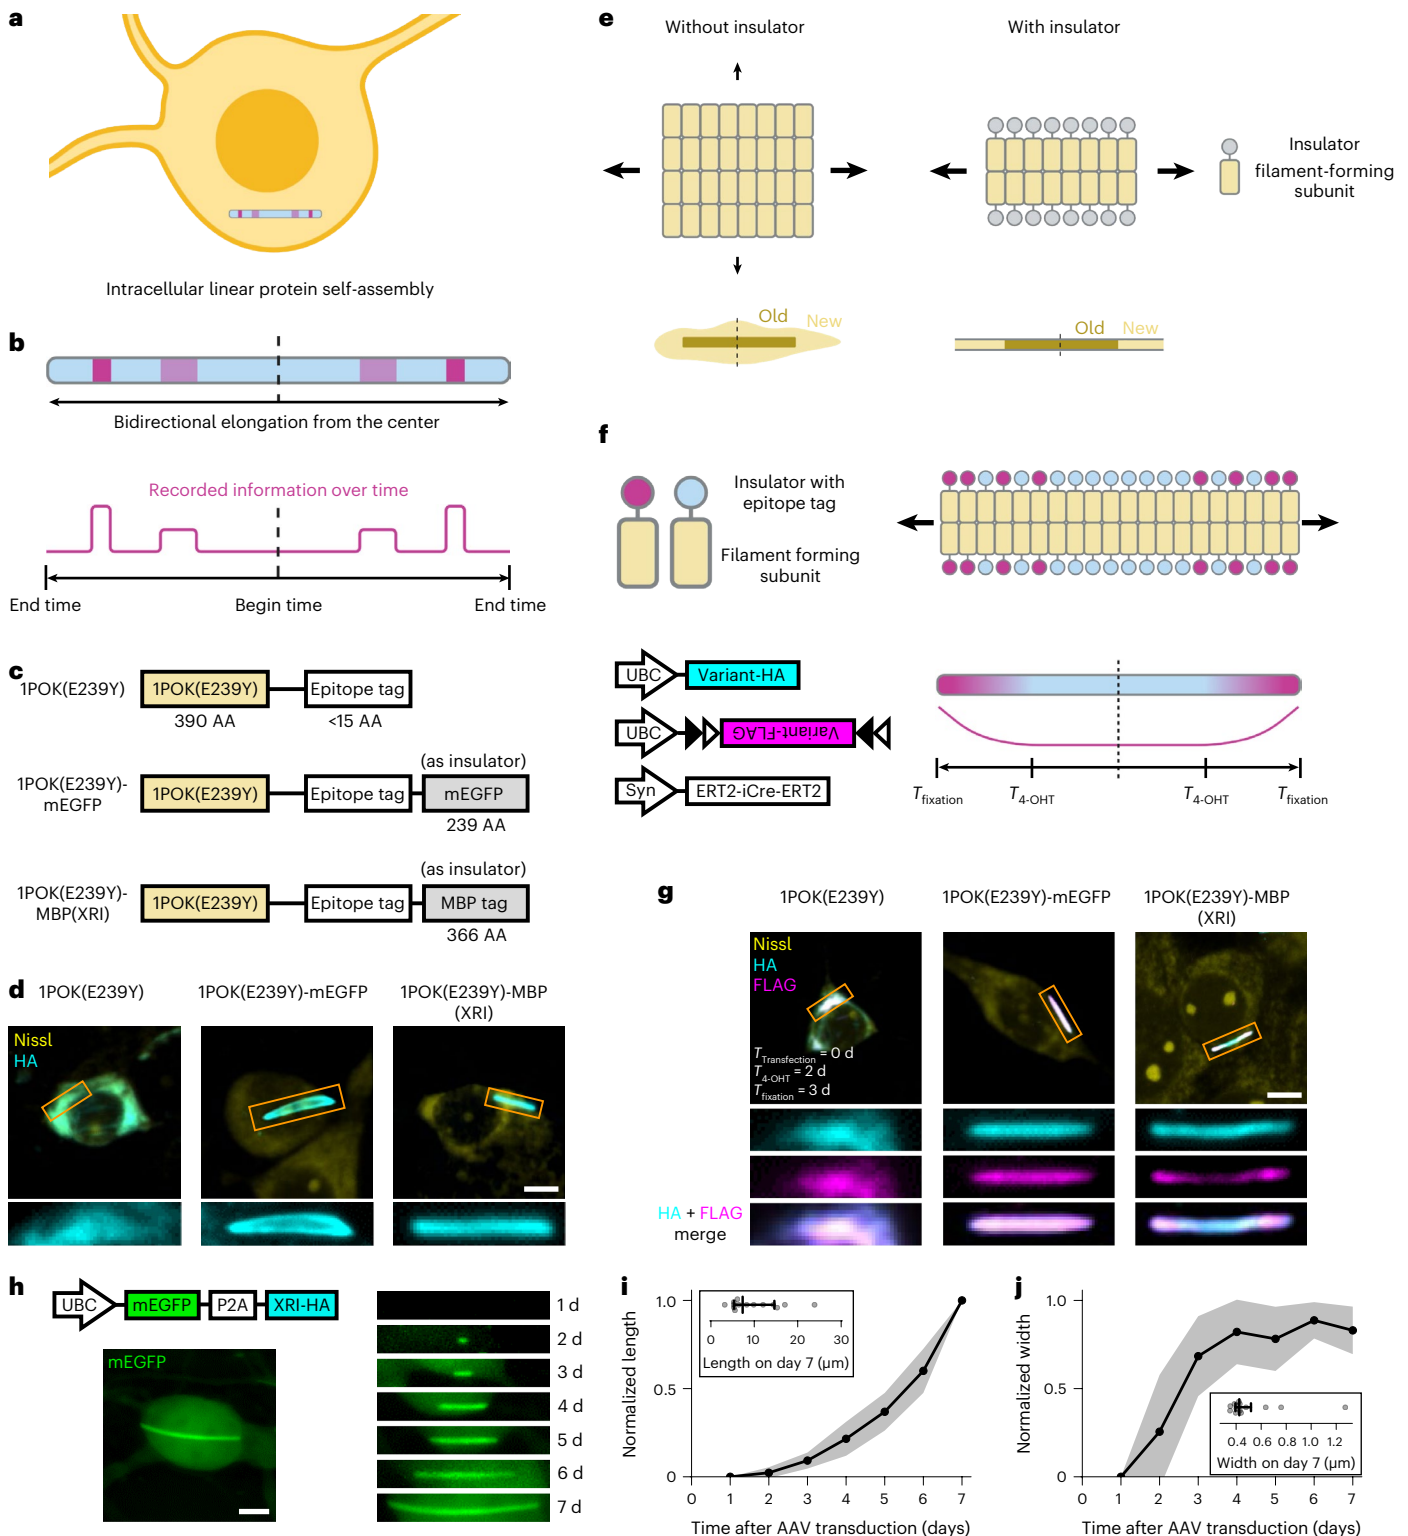 a
Intracellular linear protein self-assembly
b
Bidirectional elongation from the center
Recorded information over time
End time
Begin time
End time
c
1POK(E239Y)
1POK(E239Y)
Epitope tag
390 AA
<15 AA
1POK(E239Y)-
mEGFP
1POK(E239Y)
Epitope tag
(as insulator)
mEGFP
239 AA
1POK(E239Y)-
MBP(XRI)
1POK(E239Y)
Epitope tag
(as insulator)
MBP tag
366 AA
d
1POK(E239Y)
1POK(E239Y)-mEGFP
1POK(E239Y)-MBP
(XRI)
Nissl
HA
e
Without insulator
With insulator
Insulator
filament-forming
subunit
Old
New
Old
New
f
Insulator with
epitope tag
Filament forming
subunit
UBC
Variant-HA
UBC
Variant-FLAG
Syn
ERT2-iCre-ERT2
Tfixation
T4-OHT
T4-OHT
Tfixation
g
1POK(E239Y)
1POK(E239Y)-mEGFP
1POK(E239Y)-MBP
(XRI)
Nissl
HA
FLAG
TTransfection = 0 d
T4-OHT = 2 d
Tfixation = 3 d
HA + FLAG
merge
h
UBC
mEGFP
P2A
XRI-HA
mEGFP
1 d
2 d
3 d
4 d
5 d
6 d
7 d
i
Normalized length
1.0
0.5
0
0
10
20
30
Length on day 7 (μm)
0
1
2
3
4
5
6
7
Time after AAV transduction (days)
j
Normalized width
1.0
0.5
0
0.4
0.6
0.8
1.0
1.2
Width on day 7 (μm)
0
1
2
3
4
5
6
7
Time after AAV transduction (days)